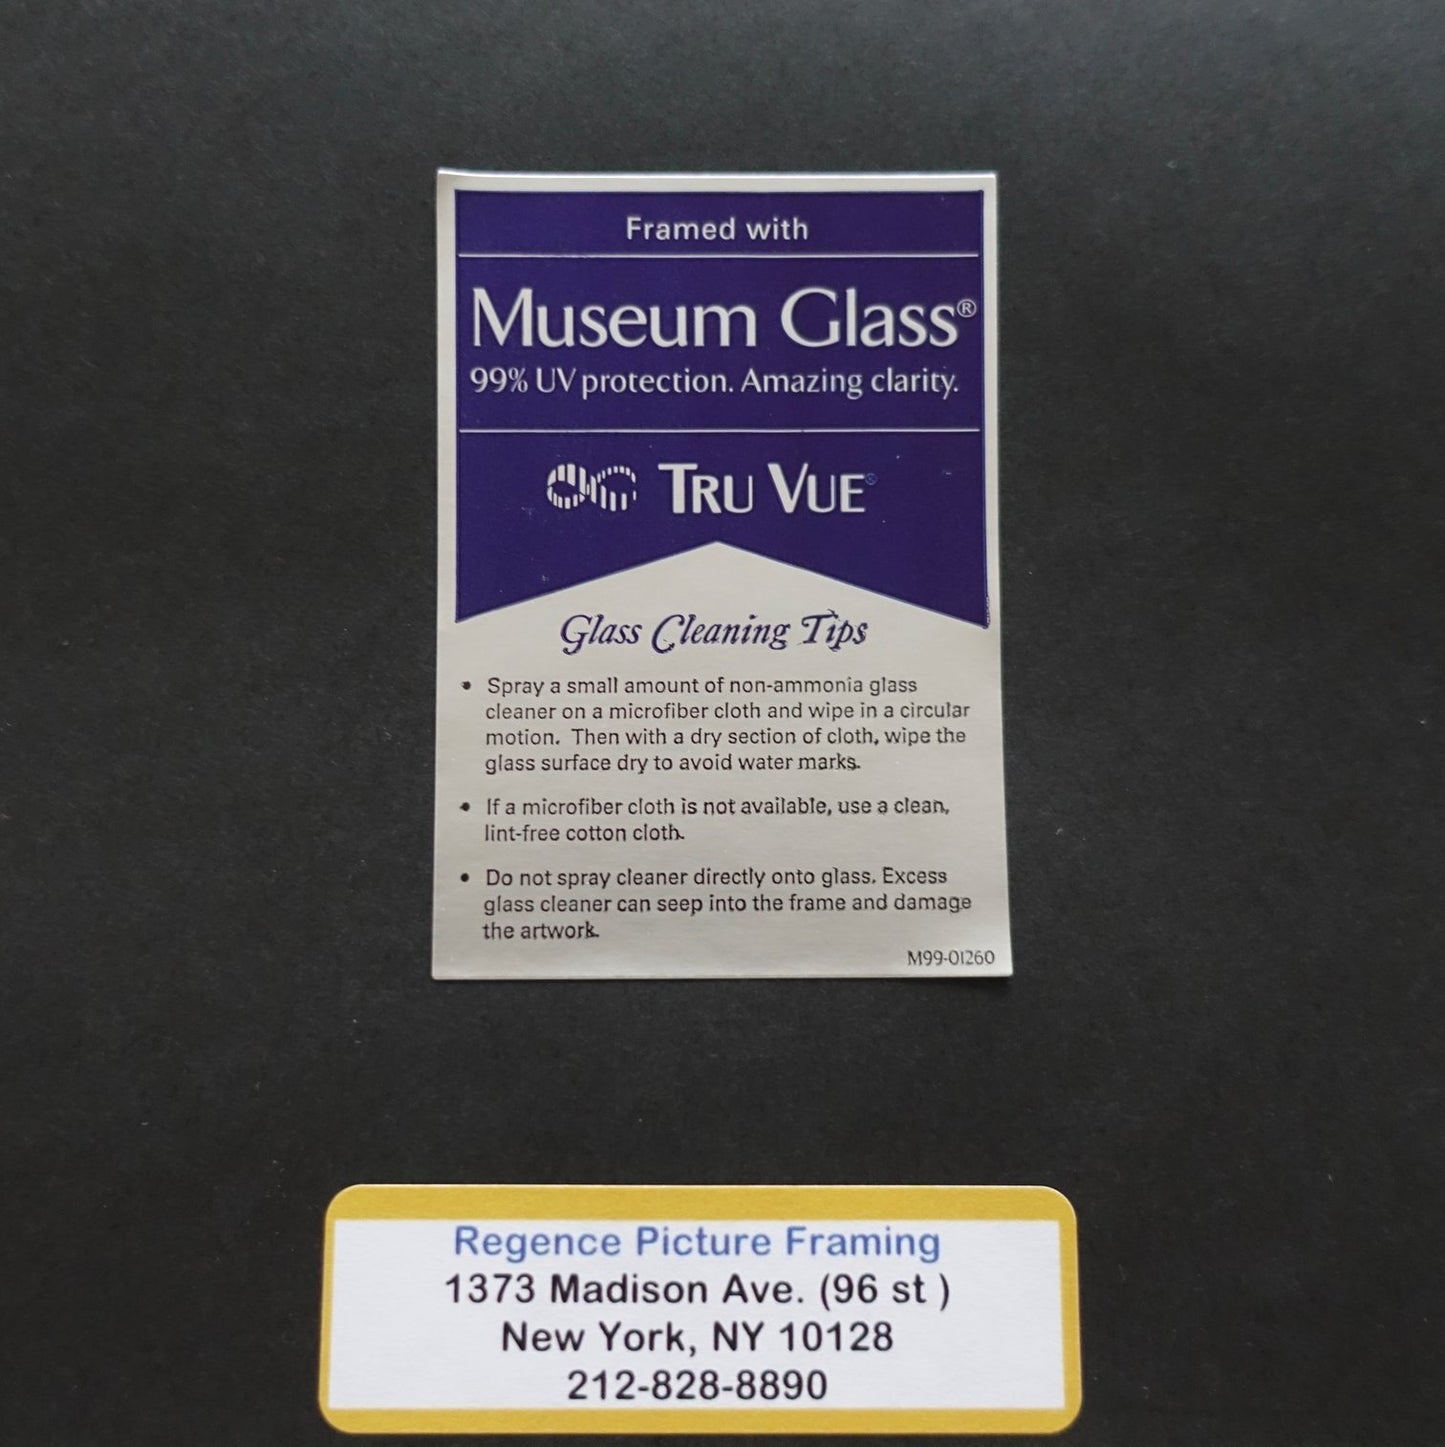 Framed with
Museum Glass®
99% UV protection. Amazing clarity.
TRU VUE®
Glass Cleaning Tips
• Spray a small amount of non-ammonia glass
cleaner on a microfiber cloth and wipe in a circular
motion. Then with a dry section of cloth, wipe the
glass surface dry to avoid water marks.
• If a microfiber cloth is not available, use a clean,
lint-free cotton cloth.
• Do not spray cleaner directly onto glass. Excess
glass cleaner can seep into the frame and damage
the artwork.
M99-01260
Regence Picture Framing
1373 Madison Ave. (96 st )
New York, NY 10128
212-828-8890